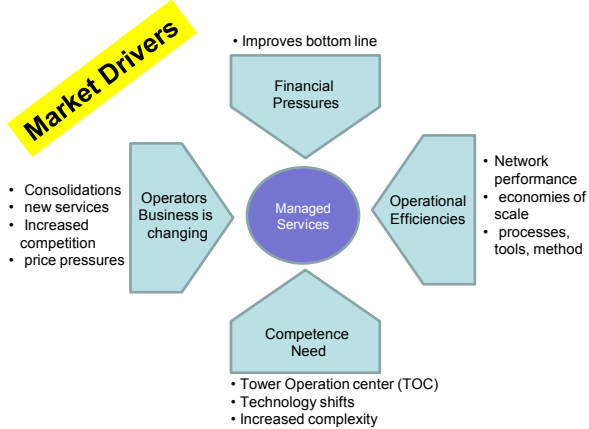 Market Drivers
• Improves bottom line
Financial
Pressures
• Consolidations
• new services
• Increased
competition
• price pressures
Operators
Business is
changing
Managed
Services
Operational
Efficiencies
• Network
performance
• economies of
scale
• processes,
tools, method
Competence
Need
• Tower Operation center (TOC)
• Technology shifts
• Increased complexity